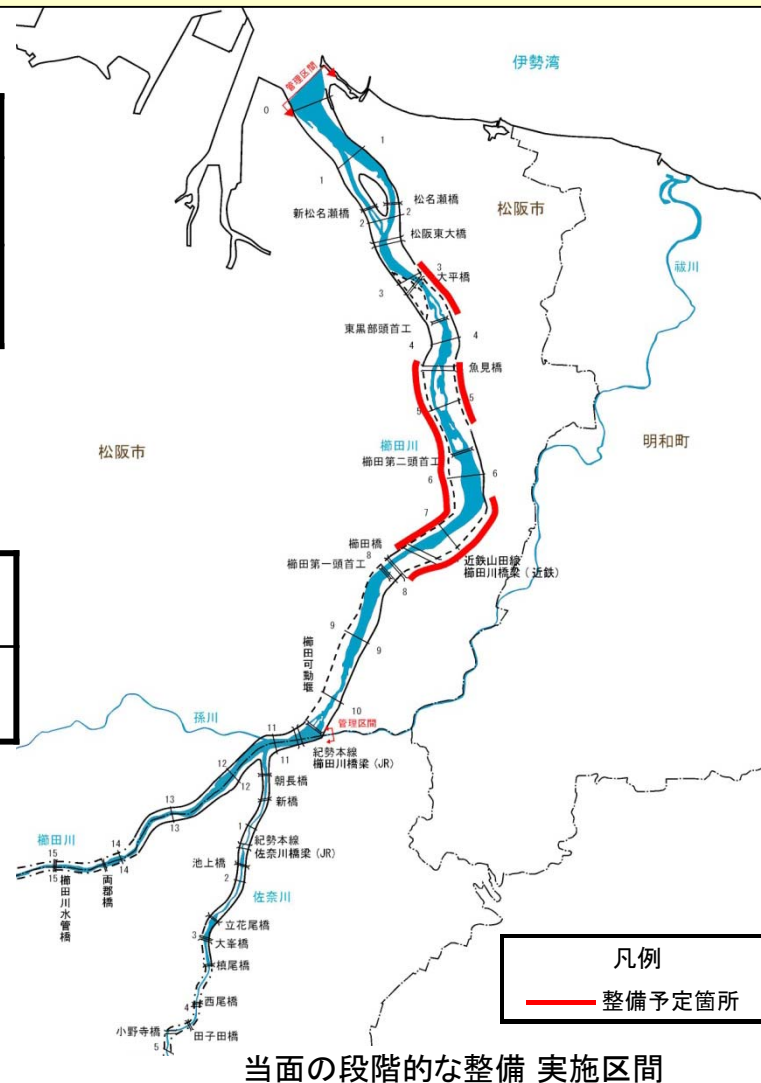 伊勢湾
管理区間
0
1
1
松名瀬橋
新松名瀬橋
2
2
松阪市
松阪東大橋
祓川
3
大平橋
3
東黒部頭首工
4
4
魚見橋
5
5
松阪市
明和町
櫛田川
櫛田第二頭首工
6
6
7
櫛田橋
近鉄山田線
櫛田川橋梁(近鉄)
櫛田第一頭首工
8
8
9
9
櫛田可動堰
10
孫川
管理区間
11
11
紀勢本線
櫛田川橋梁(JR)
12
12
朝長橋
新橋
13
13
櫛田川
14
14
1
紀勢本線
佐奈川橋梁(JR)
15
15
池上橋
両郡橋
櫛田川水管橋
2
佐奈川
立花尾橋
3
大峯橋
槙尾橋
西尾橋
4
小野寺橋
田子田橋
5
凡例
整備予定箇所
当面の段階的な整備 実施区間